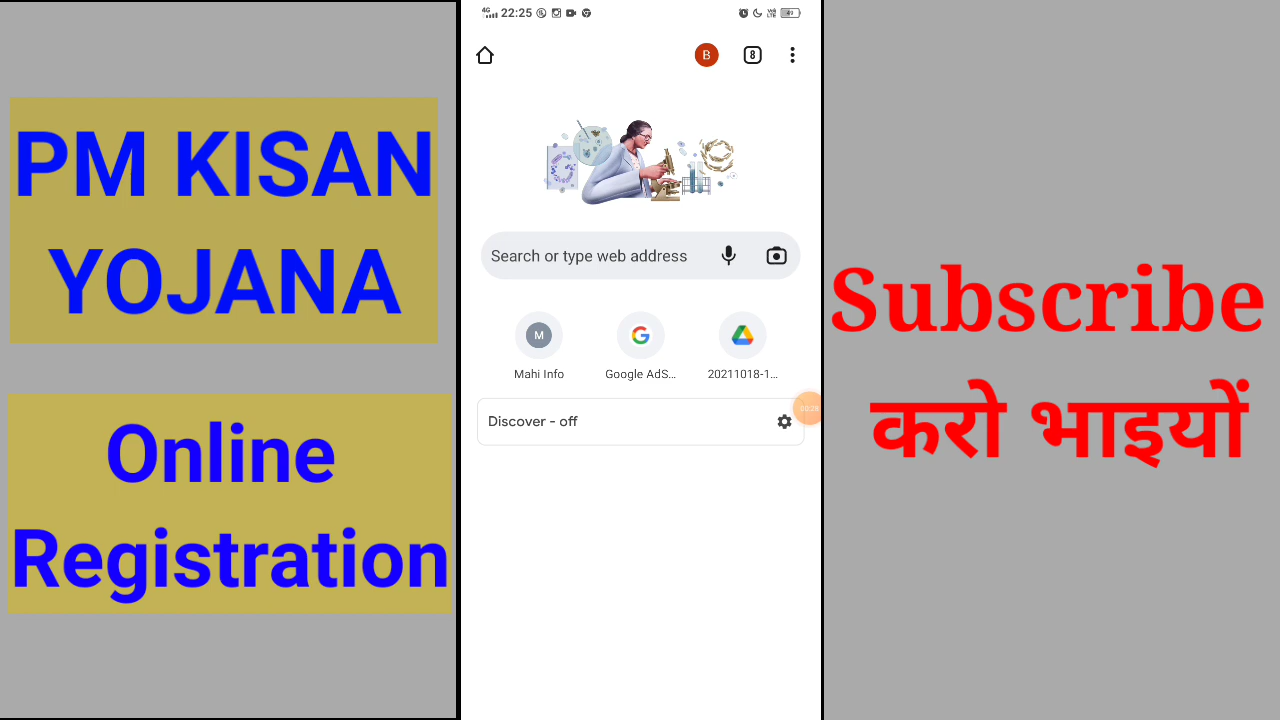 PM KISAN
YOJANA
Online
Registration
22:25
B
8
Search or type web address
M
Mahi Info
Google AdS...
20211018-1...
Discover - off
Subscribe
करो भाइयों